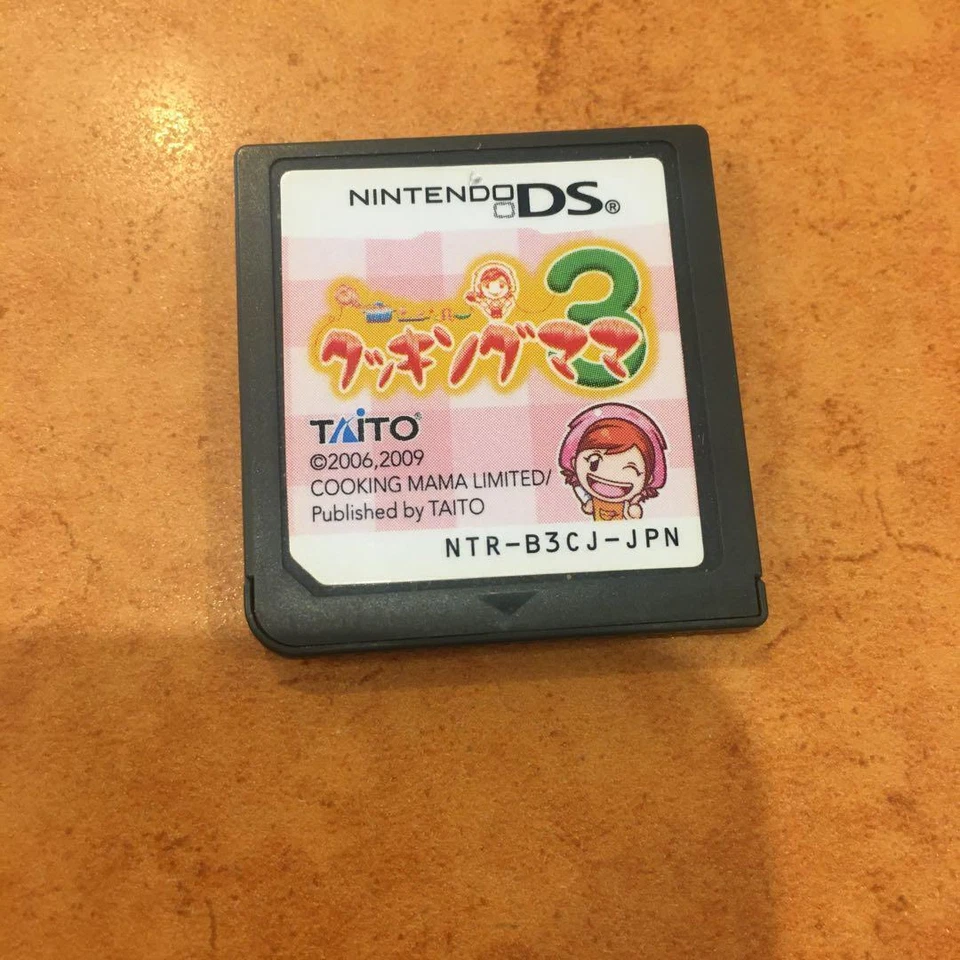 NINTENDO DS®
クッキングママ3
TAITO®
©2006,2009
COOKING MAMA LIMITED/
Published by TAITO
NTR-B3CJ-JPN